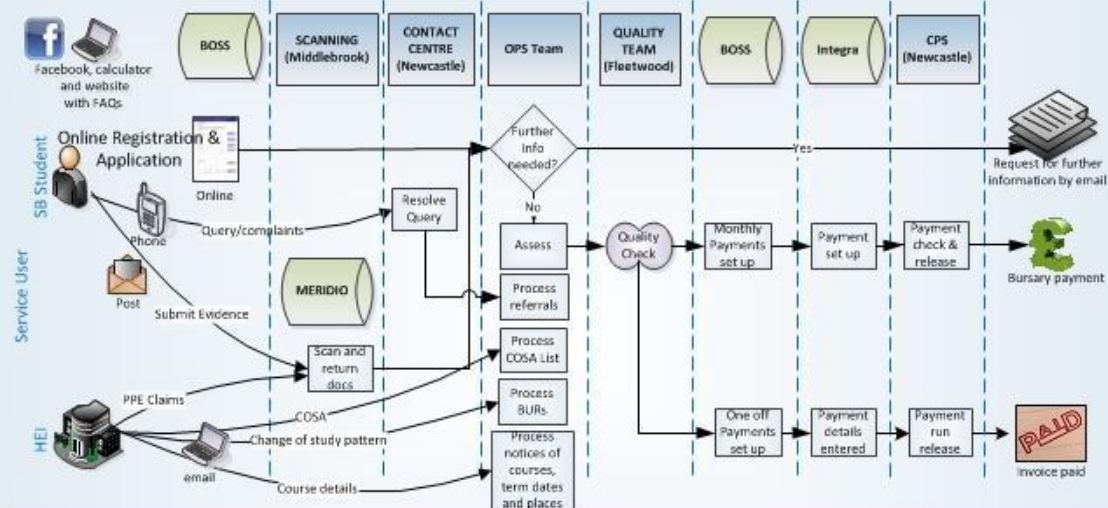 Facebook, calculator
and website
with FAQs
BOSS
SCANNING
(Middlebrook)
CONTACT
CENTRE
(Newcastle)
OPS Team
QUALITY
TEAM
(Fleetwood)
BOSS
Integra
CPS
(Newcastle)
Service User
SB Student
Online Registration &
Application
Online
Further
Info
needed?
Yes
Request for further
information by email
Phone
Query/complaints
Resolve
Query
No
Assess
Quality
Check
Monthly
Payments
set up
Payment
set up
Payment
check &
release
Bursary payment
Post
Submit Evidence
MERIDIO
Process
referrals
Scan and
return
docs
Process
COSA List
HEI
PPE Claims
COSA
Change of study pattern
Process
BURs
email
Course details
Process
notices of
courses,
term dates
and places
One off
Payments
set up
Payment
details
entered
Payment
run
release
PAID
Invoice paid